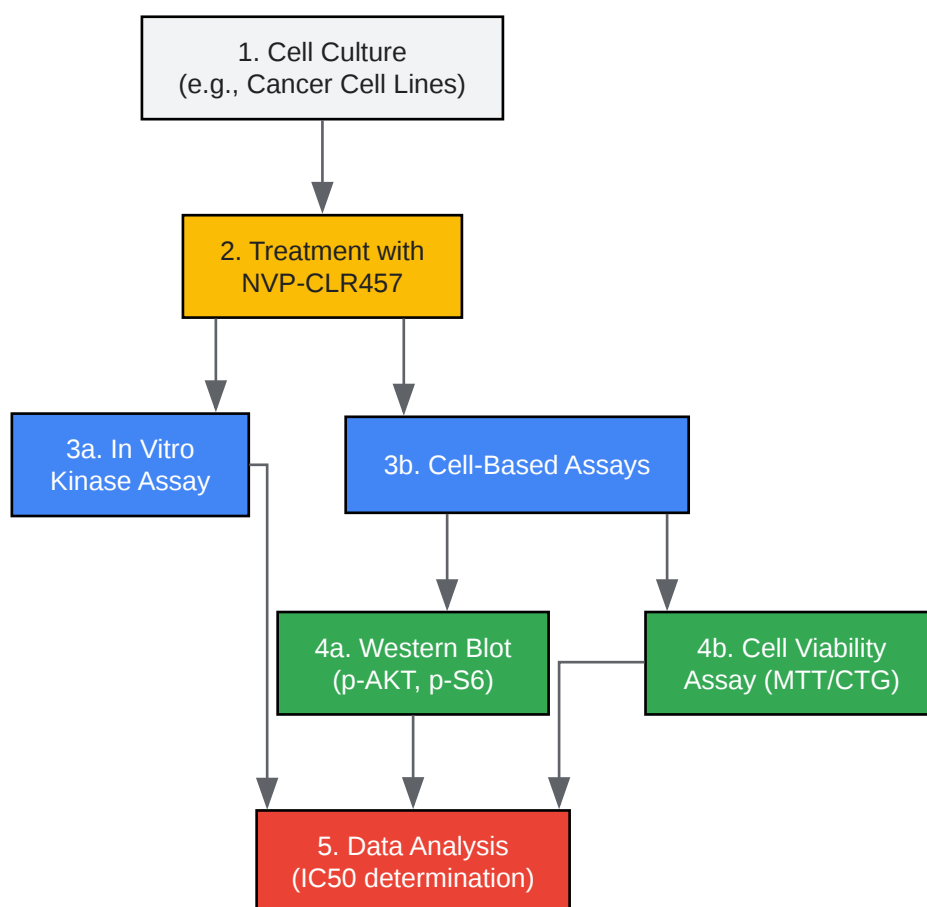 1. Cell Culture
(e.g., Cancer Cell Lines)
2. Treatment with
NVP-CLR457
3a. In Vitro
Kinase Assay
3b. Cell-Based Assays
4a. Western Blot
(p-AKT, p-S6)
4b. Cell Viability
Assay (MTT/CTG)
5. Data Analysis
(IC50 determination)